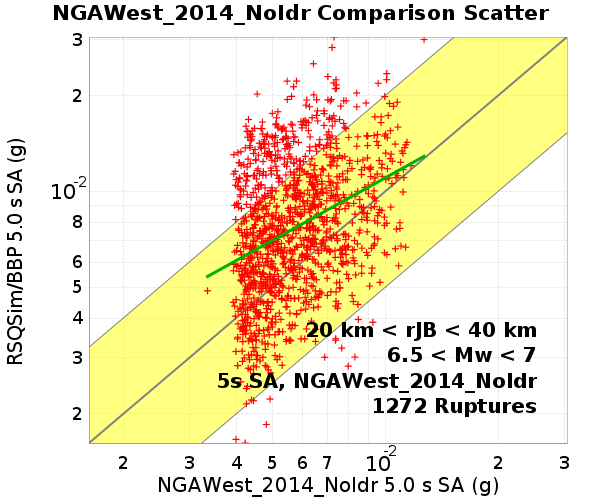 NGAWest_2014_NoIdr Comparison Scatter
RSQSim/BBP 5.0 s SA (g)
3
2
10-2
8
6
5
4
3
2
20 km < rJB < 40 km
6.5 < Mw < 7
5s SA, NGAWest_2014_NoIdr
1272 Ruptures
2 3 4 5 6 7 10-2 2 3
NGAWest_2014_NoIdr 5.0 s SA (g)